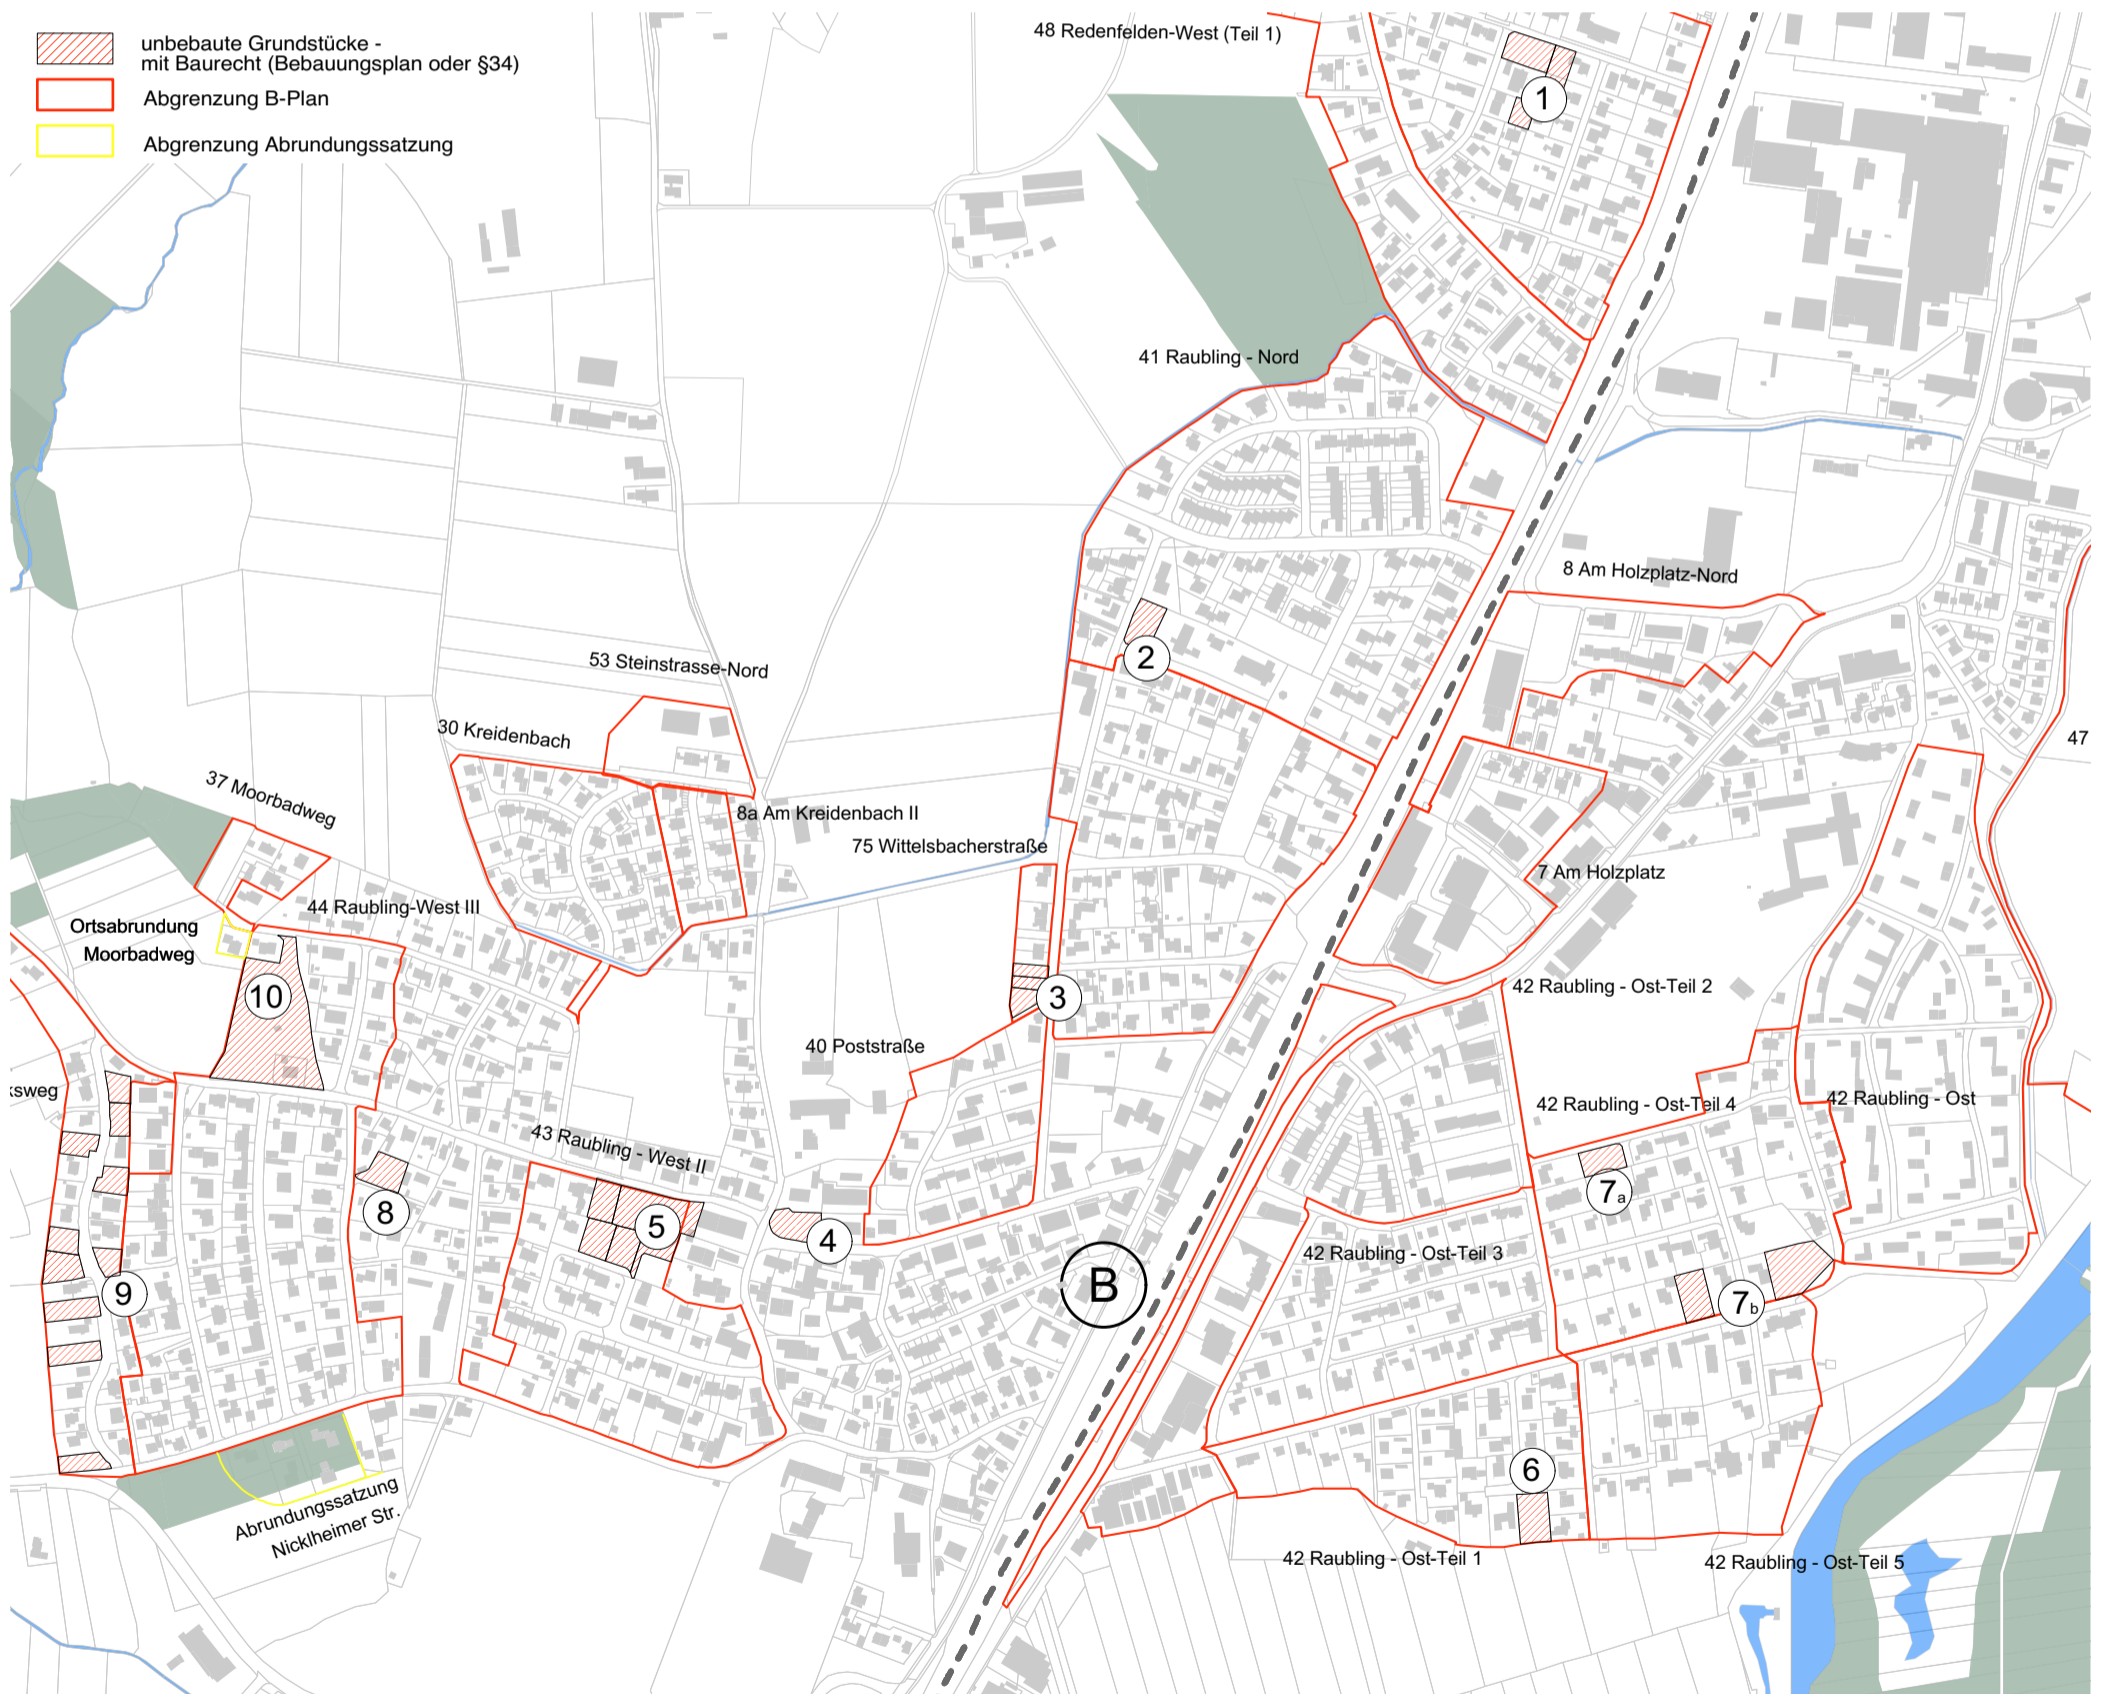 unbebaute Grundstücke -
mit Baurecht (Bebauungsplan oder §34)
Abgrenzung B-Plan
Abgrenzung Abrundungssatzung
48 Redenfelden-West (Teil 1)
1
41 Raubling - Nord
8 Am Holzplatz-Nord
2
53 Steinstrasse-Nord
30 Kreidenbach
47
37 Moorbadweg
8a Am Kreidenbach II
75 Wittelsbacherstraße
7 Am Holzplatz
44 Raubling-West III
Ortsabrundung
Moorbadweg
10
3
42 Raubling - Ost-Teil 2
40 Poststraße
ksweg
42 Raubling - Ost-Teil 4
42 Raubling - Ost
43 Raubling - West II
7a
8
5
4
42 Raubling - Ost-Teil 3
B
9
7b
6
Abrundungssatzung
Nicklheimer Str.
42 Raubling - Ost-Teil 1
42 Raubling - Ost-Teil 5